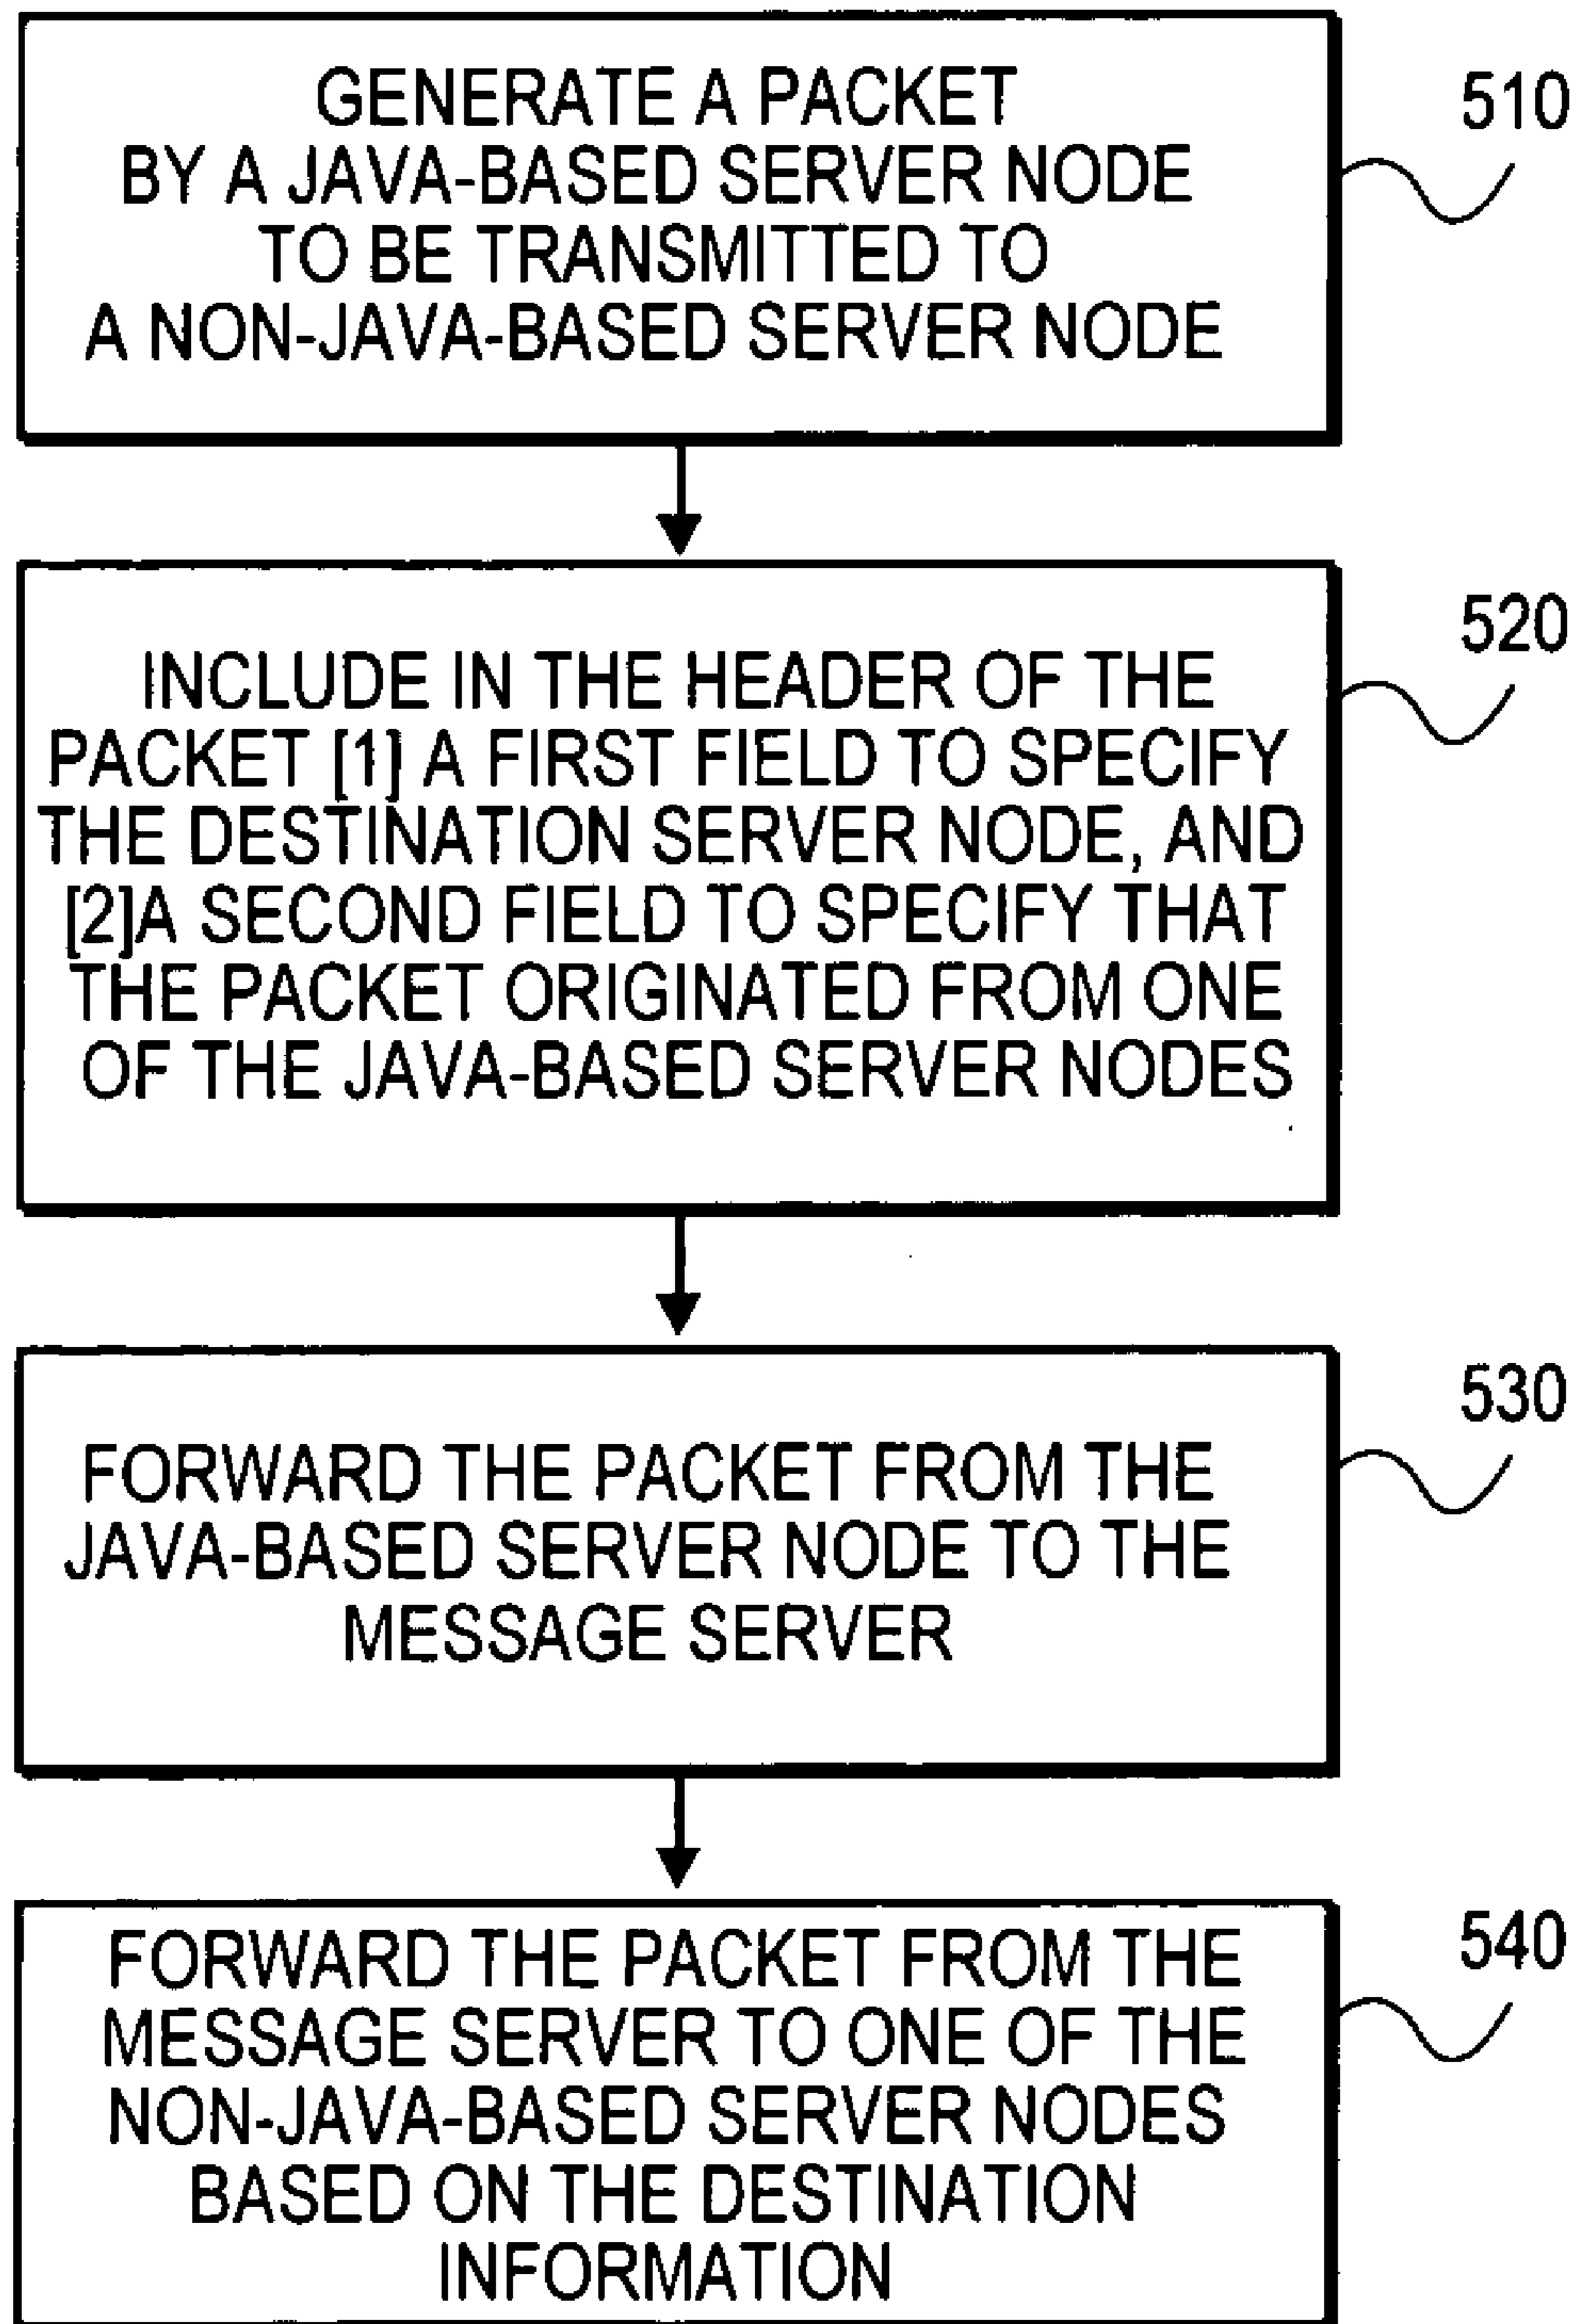 GENERATE A PACKET
BY A JAVA-BASED SERVER NODE
TO BE TRANSMITTED TO
A NON-JAVA-BASED SERVER NODE
510
INCLUDE IN THE HEADER OF THE
PACKET [1] A FIRST FIELD TO SPECIFY
THE DESTINATION SERVER NODE, AND
[2]A SECOND FIELD TO SPECIFY THAT
THE PACKET ORIGINATED FROM ONE
OF THE JAVA-BASED SERVER NODES
520
FORWARD THE PACKET FROM THE
JAVA-BASED SERVER NODE TO THE
MESSAGE SERVER
530
FORWARD THE PACKET FROM THE
MESSAGE SERVER TO ONE OF THE
NON-JAVA-BASED SERVER NODES
BASED ON THE DESTINATION
INFORMATION
540